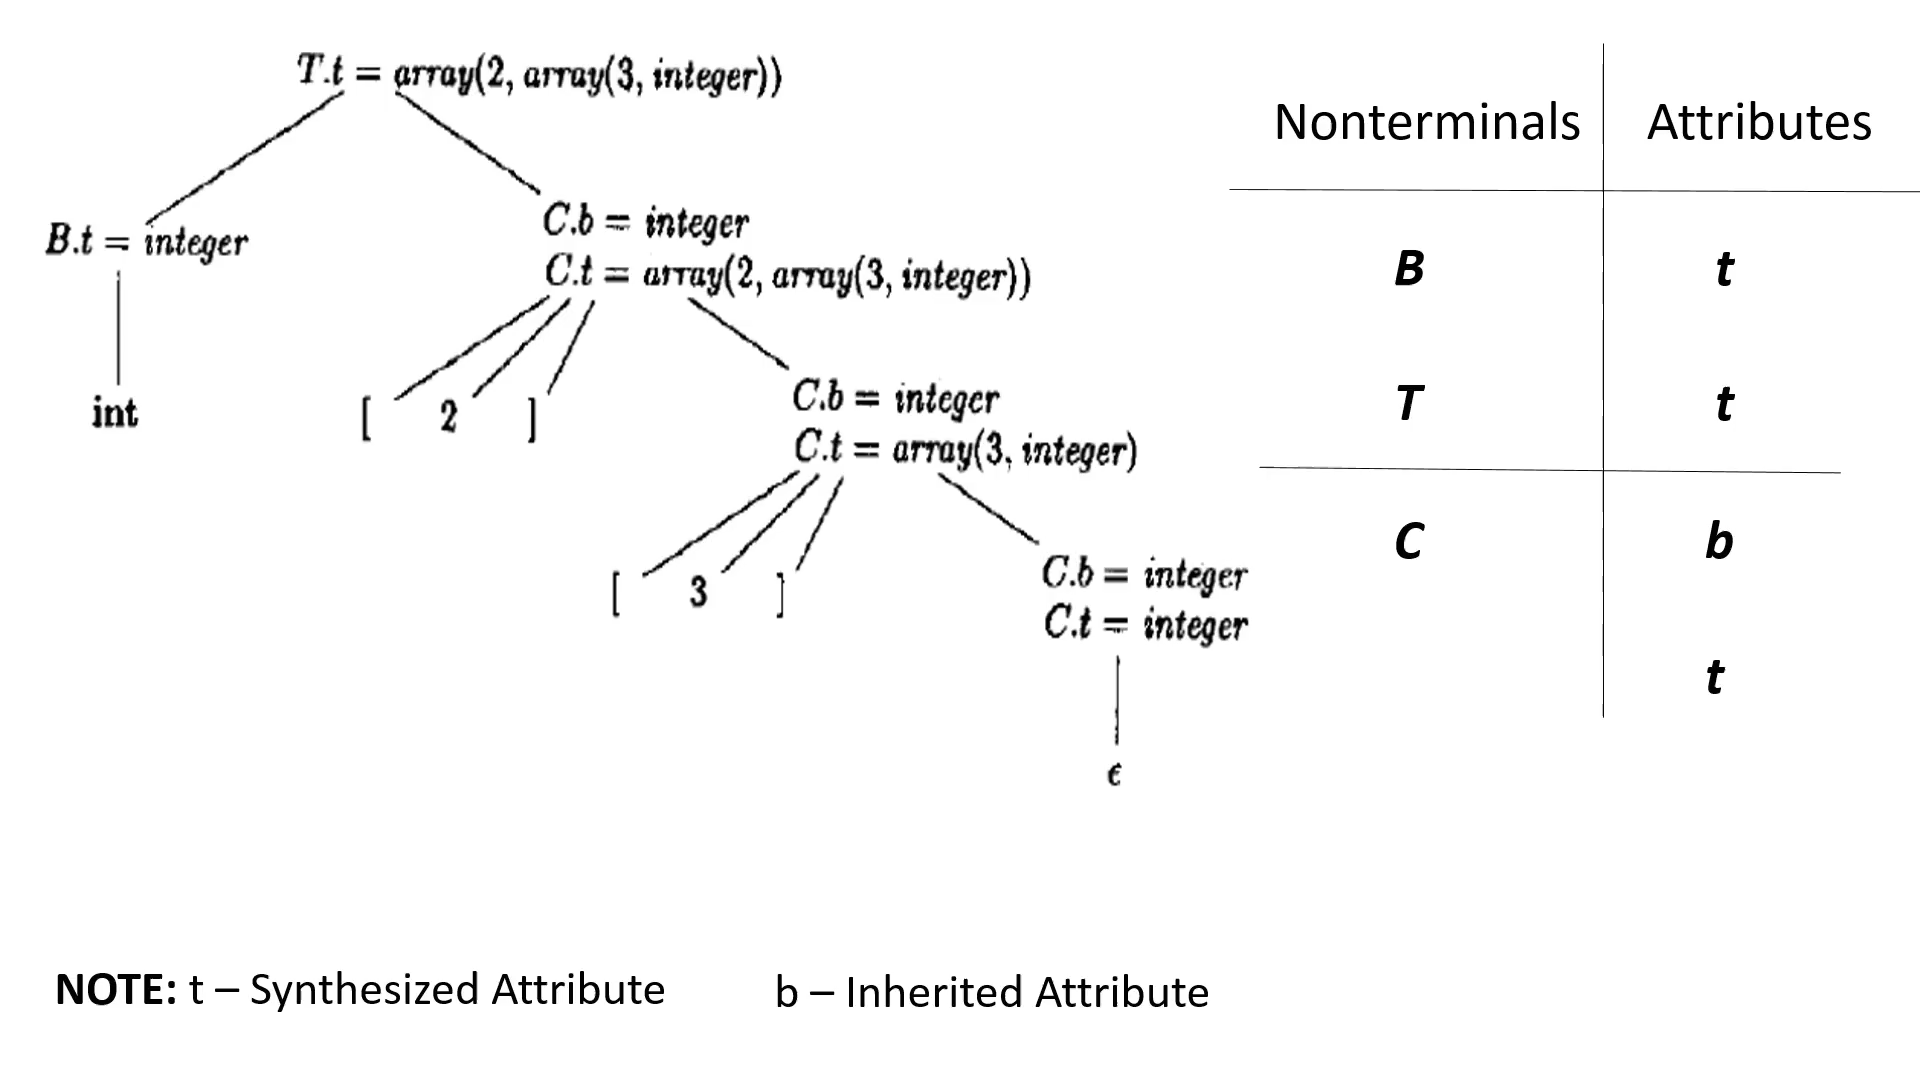 T.t = array(2, array(3, integer))
B.t = integer
C.b = integer
C.t = array(2, array(3, integer))
int
[ 2 ]
C.b = integer
C.t = array(3, integer)
[ 3 ]
C.b = integer
C.t = integer
ϵ
Nonterminals Attributes
B t
T t
C b
t
NOTE: t – Synthesized Attribute b – Inherited Attribute